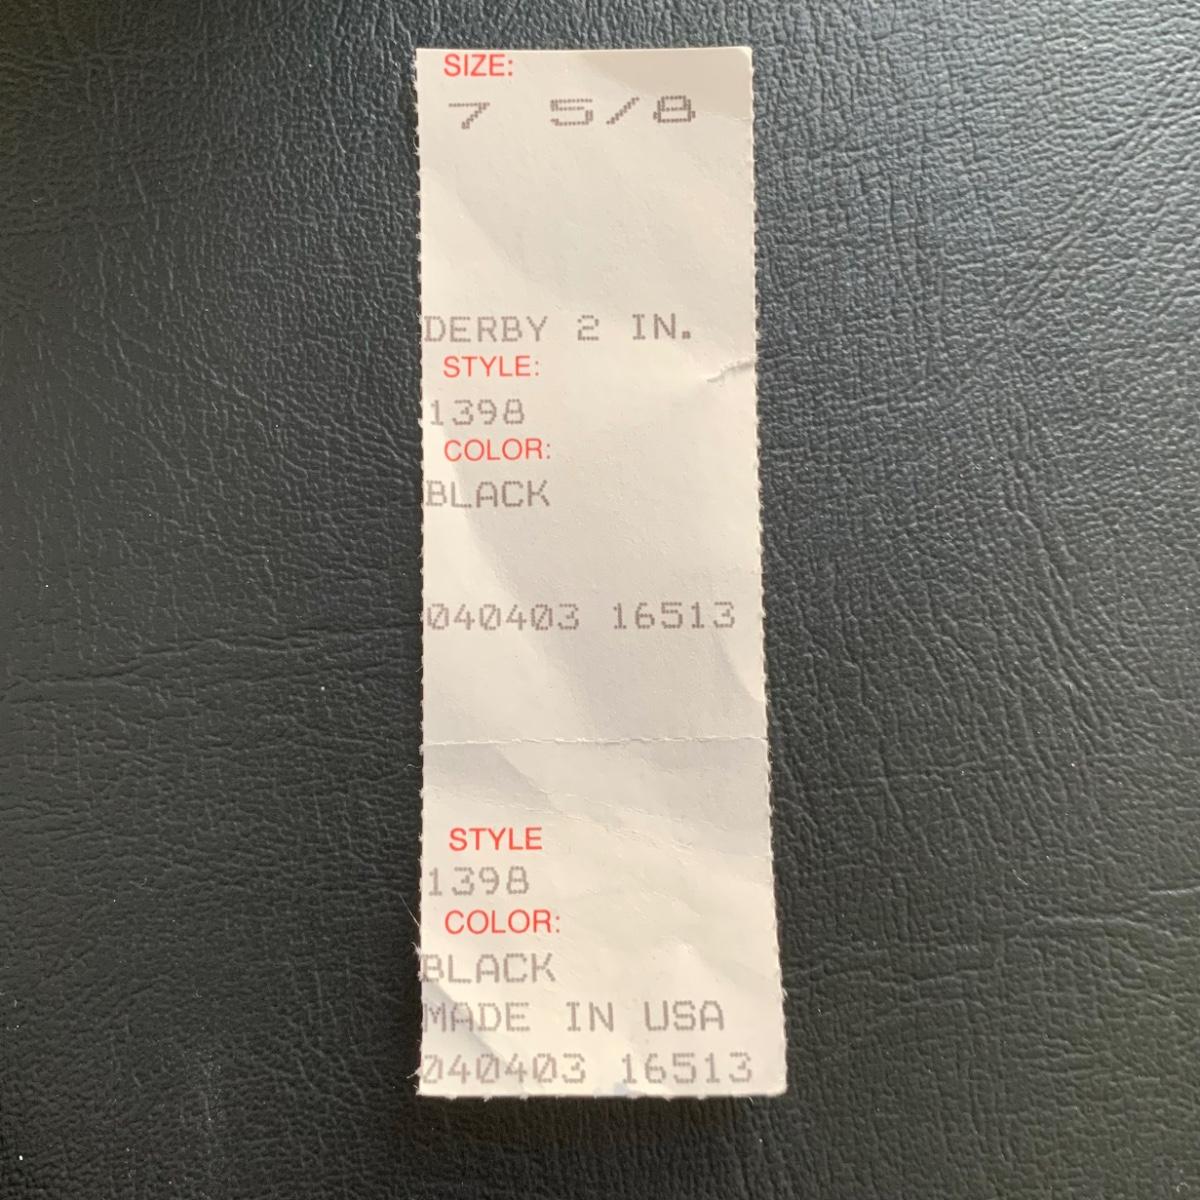 SIZE:
7 5/8
DERBY 2 IN.
STYLE:
1398
COLOR:
BLACK
040403 16513
STYLE
1398
COLOR:
BLACK
MADE IN USA
040403 16513